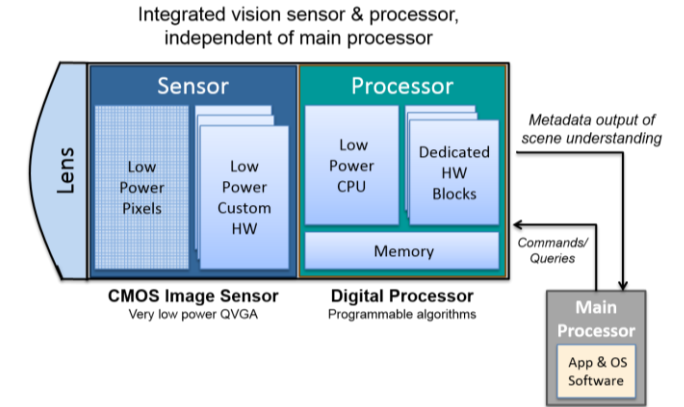 Integrated vision sensor & processor,
independent of main processor
Lens
Sensor
Low
Power
Pixels
Low
Power
Custom
HW
Processor
Low
Power
CPU
Dedicated
HW
Blocks
Memory
Metadata output of
scene understanding
Commands/
Queries
CMOS Image Sensor
Very low power QVGA
Digital Processor
Programmable algorithms
Main
Processor
App & OS
Software